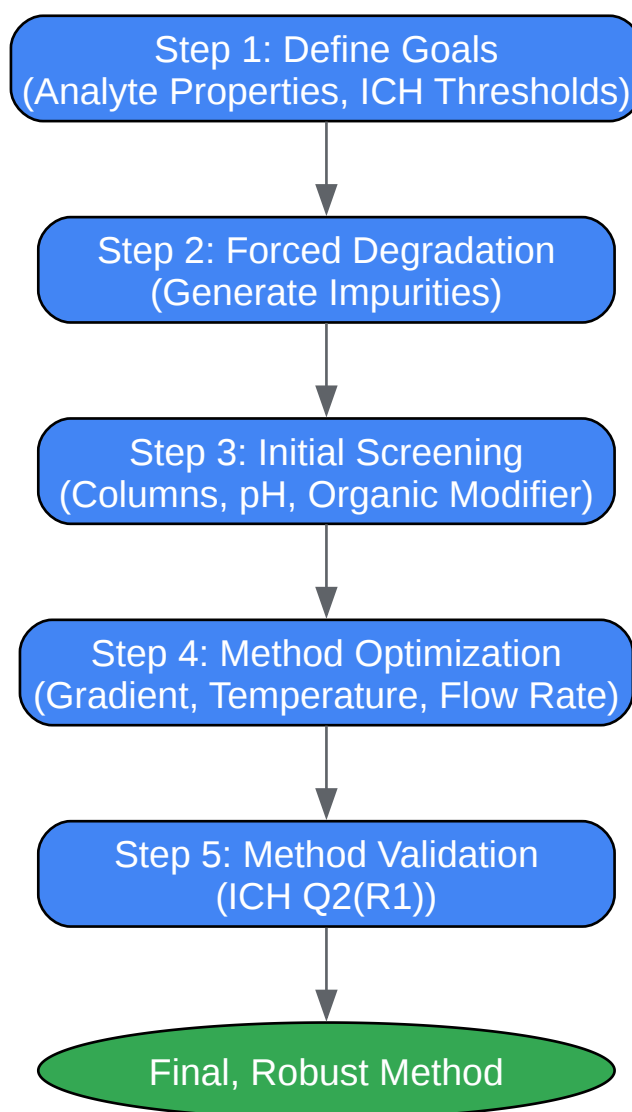 Step 1: Define Goals
(Analyte Properties, ICH Thresholds)
Step 2: Forced Degradation
(Generate Impurities)
Step 3: Initial Screening
(Columns, pH, Organic Modifier)
Step 4: Method Optimization
(Gradient, Temperature, Flow Rate)
Step 5: Method Validation
(ICH Q2(R1))
Final, Robust Method